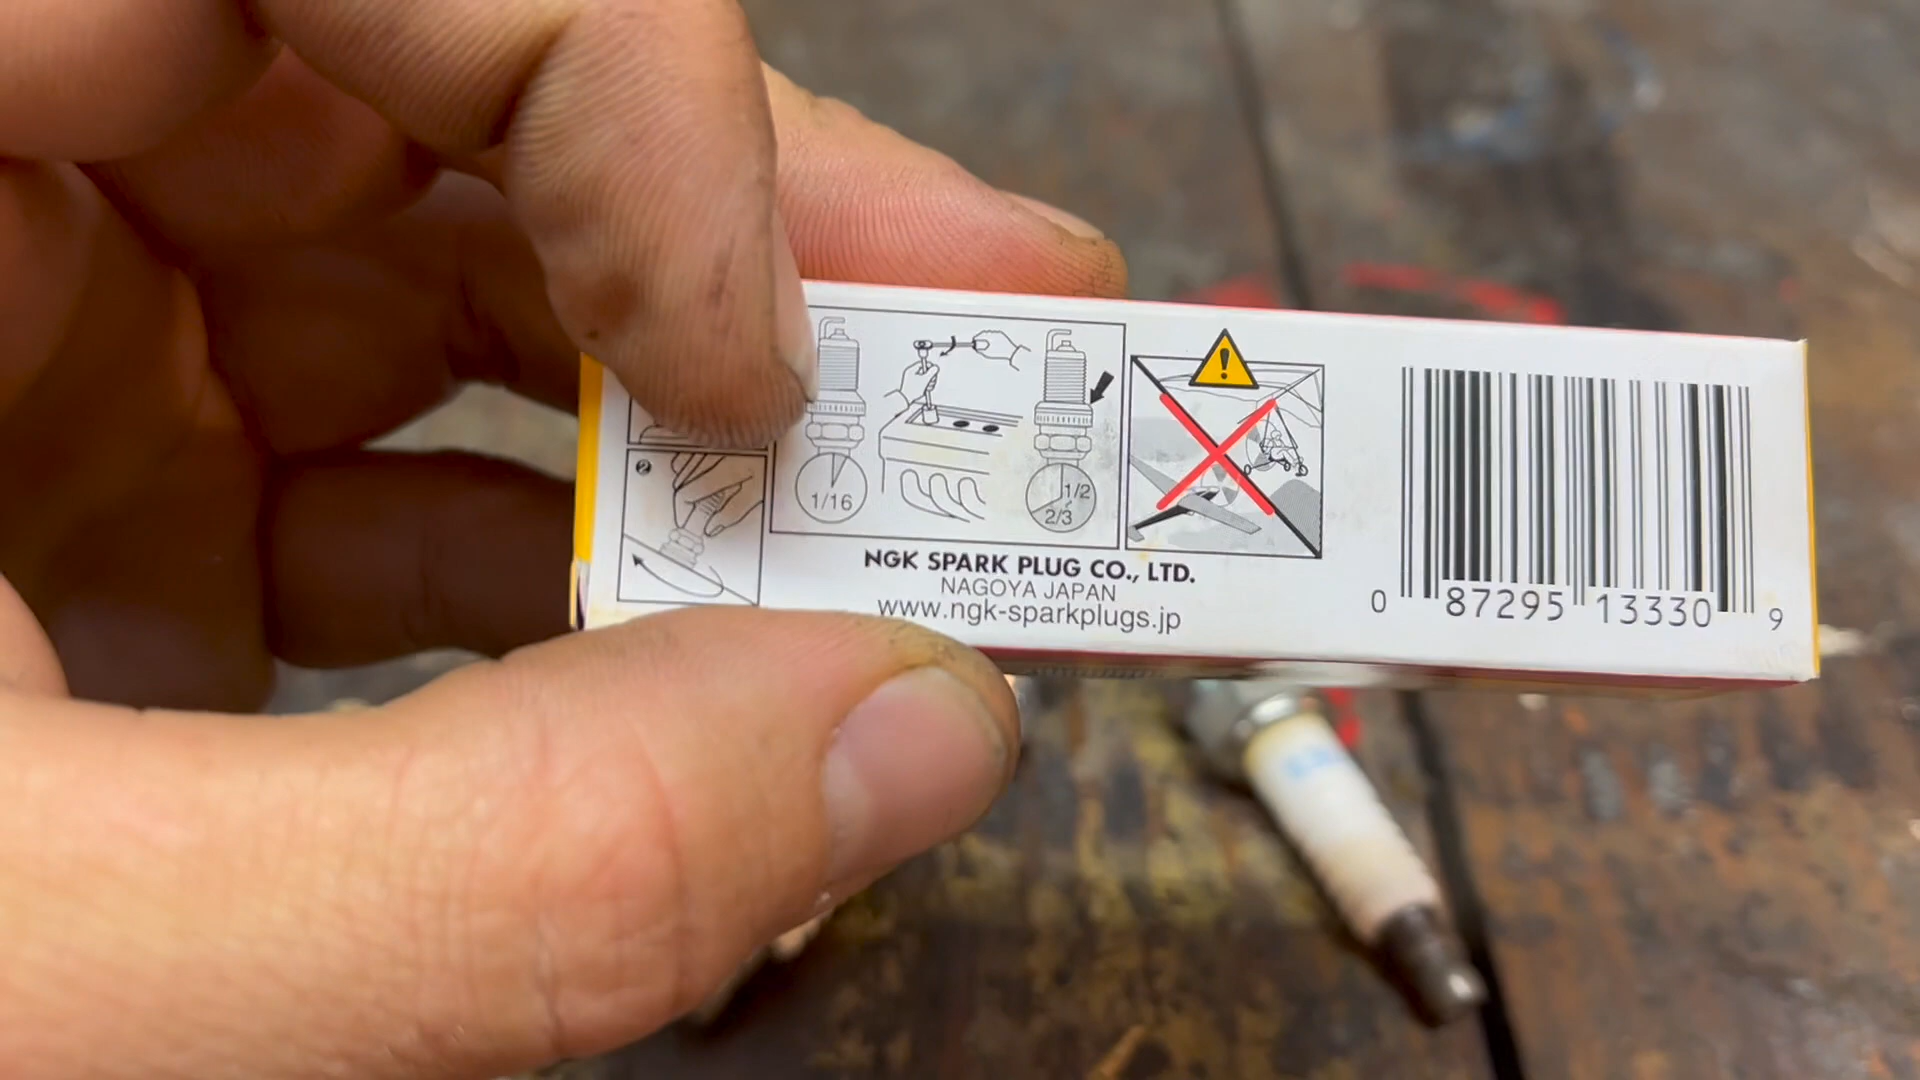 2
1/16
1/2
2/3
!
NGK SPARK PLUG CO., LTD.
NAGOYA JAPAN
www.ngk-sparkplugs.jp
0 87295 13330 9